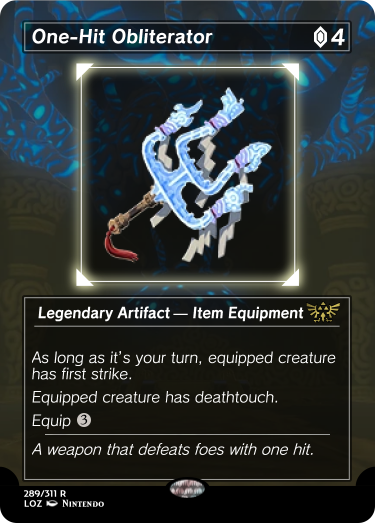 One-Hit Obliterator 4
Legendary Artifact — Item Equipment
As long as it's your turn, equipped creature
has first strike.
Equipped creature has deathtouch.
Equip 3
A weapon that defeats foes with one hit.
289/311 R
LOZ Nintendo